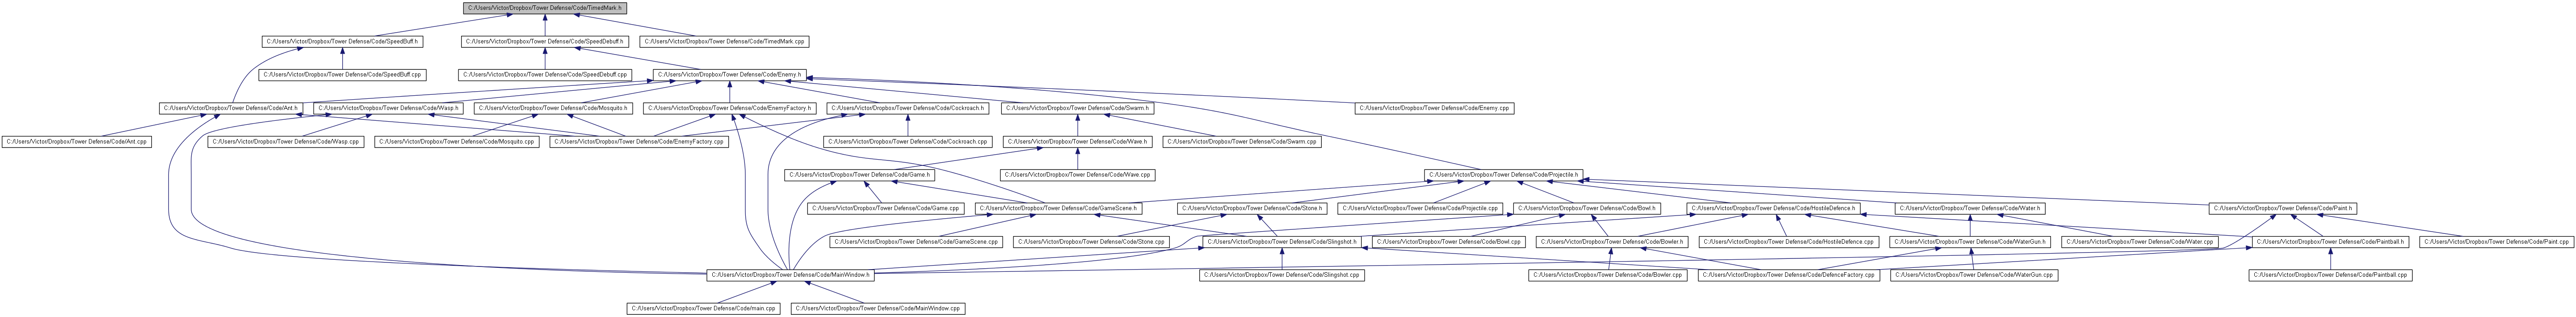 C:/Users/Victor/Dropbox/Tower Defense/Code/TimedMark.h
C:/Users/Victor/Dropbox/Tower Defense/Code/SpeedBuff.h
C:/Users/Victor/Dropbox/Tower Defense/Code/SpeedDebuff.h
C:/Users/Victor/Dropbox/Tower Defense/Code/TimedMark.cpp
C:/Users/Victor/Dropbox/Tower Defense/Code/SpeedBuff.cpp
C:/Users/Victor/Dropbox/Tower Defense/Code/SpeedDebuff.cpp
C:/Users/Victor/Dropbox/Tower Defense/Code/Enemy.h
C:/Users/Victor/Dropbox/Tower Defense/Code/Ant.h
C:/Users/Victor/Dropbox/Tower Defense/Code/Wasp.h
C:/Users/Victor/Dropbox/Tower Defense/Code/Mosquito.h
C:/Users/Victor/Dropbox/Tower Defense/Code/EnemyFactory.h
C:/Users/Victor/Dropbox/Tower Defense/Code/Cockroach.h
C:/Users/Victor/Dropbox/Tower Defense/Code/Swarm.h
C:/Users/Victor/Dropbox/Tower Defense/Code/Enemy.cpp
C:/Users/Victor/Dropbox/Tower Defense/Code/Ant.cpp
C:/Users/Victor/Dropbox/Tower Defense/Code/Wasp.cpp
C:/Users/Victor/Dropbox/Tower Defense/Code/Mosquito.cpp
C:/Users/Victor/Dropbox/Tower Defense/Code/EnemyFactory.cpp
C:/Users/Victor/Dropbox/Tower Defense/Code/Cockroach.cpp
C:/Users/Victor/Dropbox/Tower Defense/Code/Wave.h
C:/Users/Victor/Dropbox/Tower Defense/Code/Swarm.cpp
C:/Users/Victor/Dropbox/Tower Defense/Code/Game.h
C:/Users/Victor/Dropbox/Tower Defense/Code/Wave.cpp
C:/Users/Victor/Dropbox/Tower Defense/Code/Projectile.h
C:/Users/Victor/Dropbox/Tower Defense/Code/Game.cpp
C:/Users/Victor/Dropbox/Tower Defense/Code/GameScene.h
C:/Users/Victor/Dropbox/Tower Defense/Code/Stone.h
C:/Users/Victor/Dropbox/Tower Defense/Code/Projectile.cpp
C:/Users/Victor/Dropbox/Tower Defense/Code/Bowl.h
C:/Users/Victor/Dropbox/Tower Defense/Code/HostileDefence.h
C:/Users/Victor/Dropbox/Tower Defense/Code/Water.h
C:/Users/Victor/Dropbox/Tower Defense/Code/Paint.h
C:/Users/Victor/Dropbox/Tower Defense/Code/GameScene.cpp
C:/Users/Victor/Dropbox/Tower Defense/Code/Stone.cpp
C:/Users/Victor/Dropbox/Tower Defense/Code/Slingshot.h
C:/Users/Victor/Dropbox/Tower Defense/Code/Bowl.cpp
C:/Users/Victor/Dropbox/Tower Defense/Code/Bowler.h
C:/Users/Victor/Dropbox/Tower Defense/Code/HostileDefence.cpp
C:/Users/Victor/Dropbox/Tower Defense/Code/WaterGun.h
C:/Users/Victor/Dropbox/Tower Defense/Code/Water.cpp
C:/Users/Victor/Dropbox/Tower Defense/Code/Paintball.h
C:/Users/Victor/Dropbox/Tower Defense/Code/Paint.cpp
C:/Users/Victor/Dropbox/Tower Defense/Code/MainWindow.h
C:/Users/Victor/Dropbox/Tower Defense/Code/Slingshot.cpp
C:/Users/Victor/Dropbox/Tower Defense/Code/Bowler.cpp
C:/Users/Victor/Dropbox/Tower Defense/Code/DefenceFactory.cpp
C:/Users/Victor/Dropbox/Tower Defense/Code/WaterGun.cpp
C:/Users/Victor/Dropbox/Tower Defense/Code/Paintball.cpp
C:/Users/Victor/Dropbox/Tower Defense/Code/main.cpp
C:/Users/Victor/Dropbox/Tower Defense/Code/MainWindow.cpp